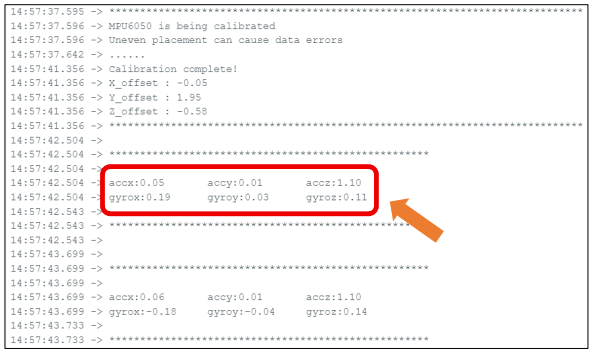 14:57:37.595 -> ******************************************************************************
14:57:37.596 -> MPU6050 is being calibrated
14:57:37.596 -> Uneven placement can cause data errors
14:57:37.642 -> ......
14:57:41.356 -> Calibration complete!
14:57:41.356 -> X_offset : -0.05
14:57:41.356 -> Y_offset : 1.95
14:57:41.356 -> Z_offset : -0.58
14:57:41.356 -> ******************************************************************************
14:57:42.504 ->
14:57:42.504 -> *****************************************************
14:57:42.504 ->
14:57:42.504 -> accx:0.05 accy:0.01 accz:1.10
14:57:42.504 -> gyrox:0.19 gyroy:0.03 gyroz:0.11
14:57:42.543 ->
14:57:42.543 -> *****************************************************
14:57:42.543 ->
14:57:43.699 ->
14:57:43.699 -> *****************************************************
14:57:43.699 ->
14:57:43.699 -> accx:0.06 accy:0.01 accz:1.10
14:57:43.699 -> gyrox:-0.18 gyroy:-0.04 gyroz:0.14
14:57:43.733 ->
14:57:43.733 -> *****************************************************